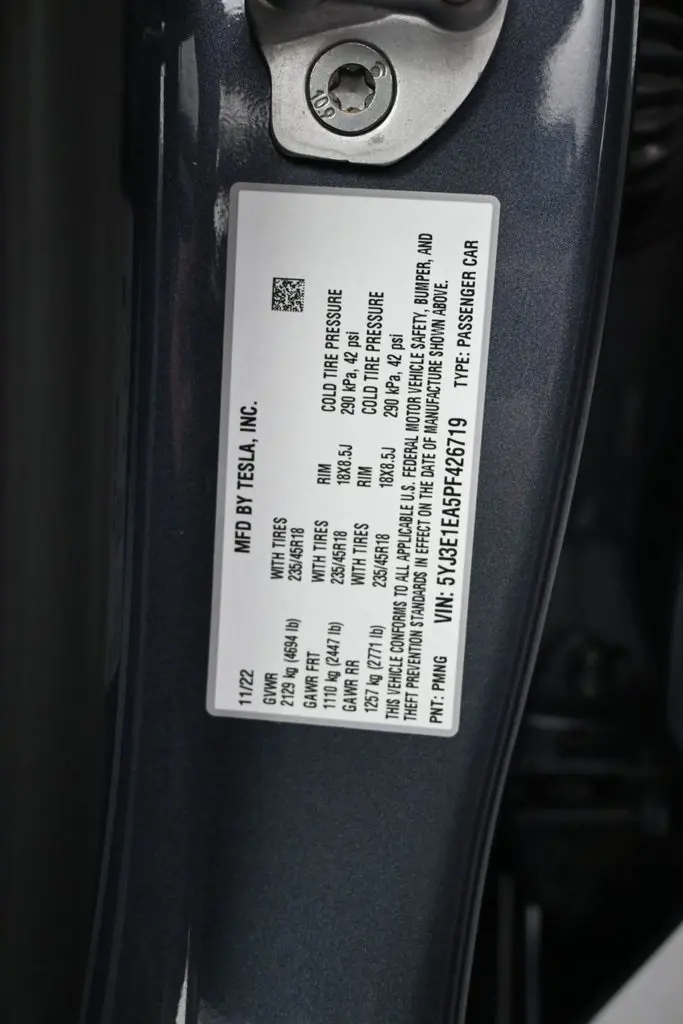 10.9
MFD BY TESLA, INC.
11/22
GVWR WITH TIRES
2129 kg (4694 lb) 235/45R18
GAWR FRT WITH TIRES RIM COLD TIRE PRESSURE
1110 kg (2447 lb) 235/45R18 18X8.5J 290 kPa, 42 psi
GAWR RR WITH TIRES RIM COLD TIRE PRESSURE
1257 kg (2771 lb) 235/45R18 18X8.5J 290 kPa, 42 psi
THIS VEHICLE CONFORMS TO ALL APPLICABLE U.S. FEDERAL MOTOR VEHICLE SAFETY, BUMPER, AND
THEFT PREVENTION STANDARDS IN EFFECT ON THE DATE OF MANUFACTURE SHOWN ABOVE.
PNT: PMNG VIN: 5YJ3E1EA5PF426719 TYPE: PASSENGER CAR